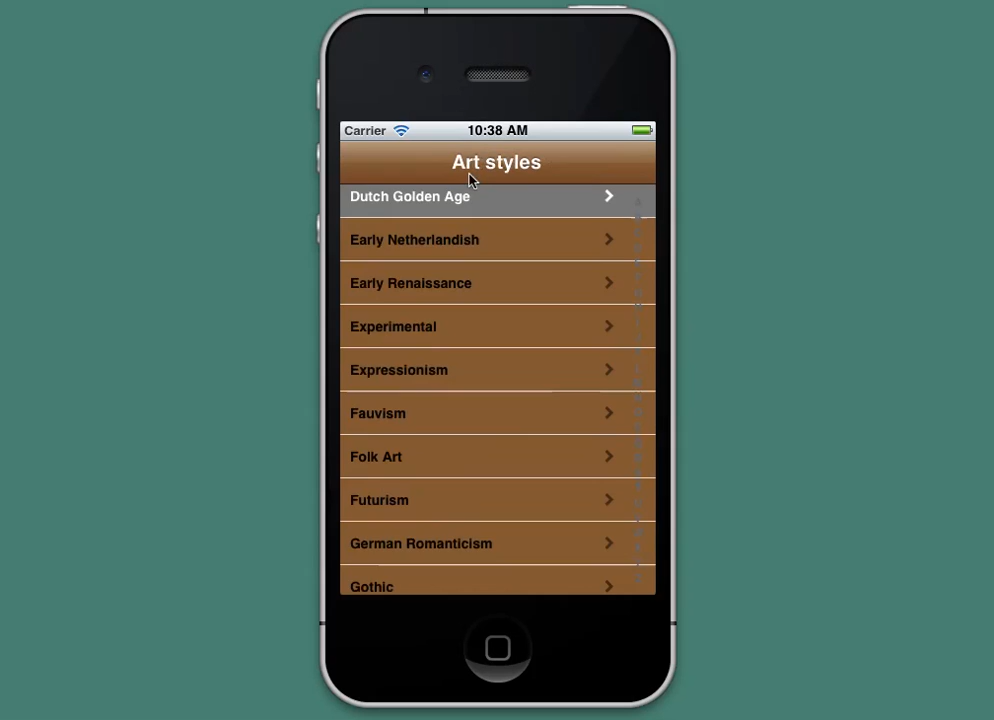 Carrier 10:38 AM
Art styles
Dutch Golden Age
Early Netherlandish
Early Renaissance
Experimental
Expressionism
Fauvism
Folk Art
Futurism
German Romanticism
Gothic